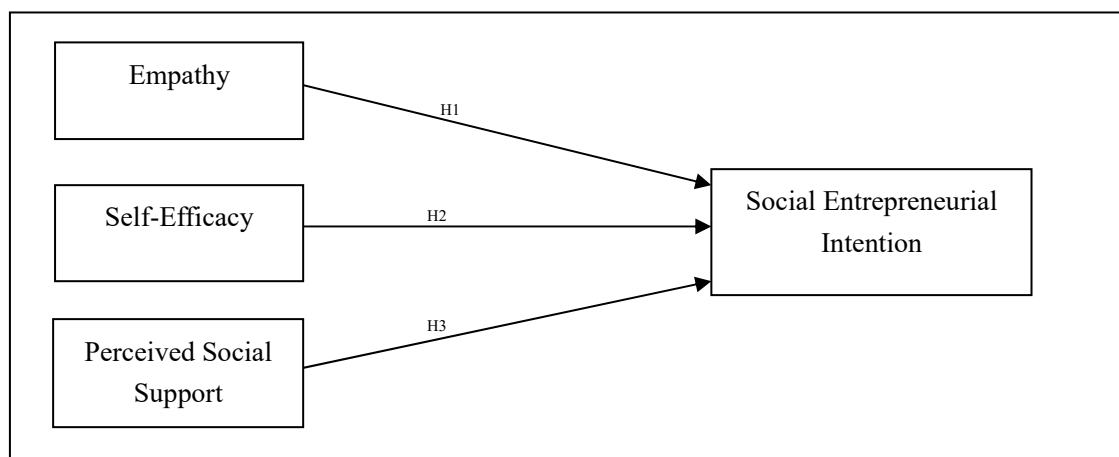 Empathy
H1
Self-Efficacy
H2
Social Entrepreneurial
Intention
H3
Perceived Social
Support